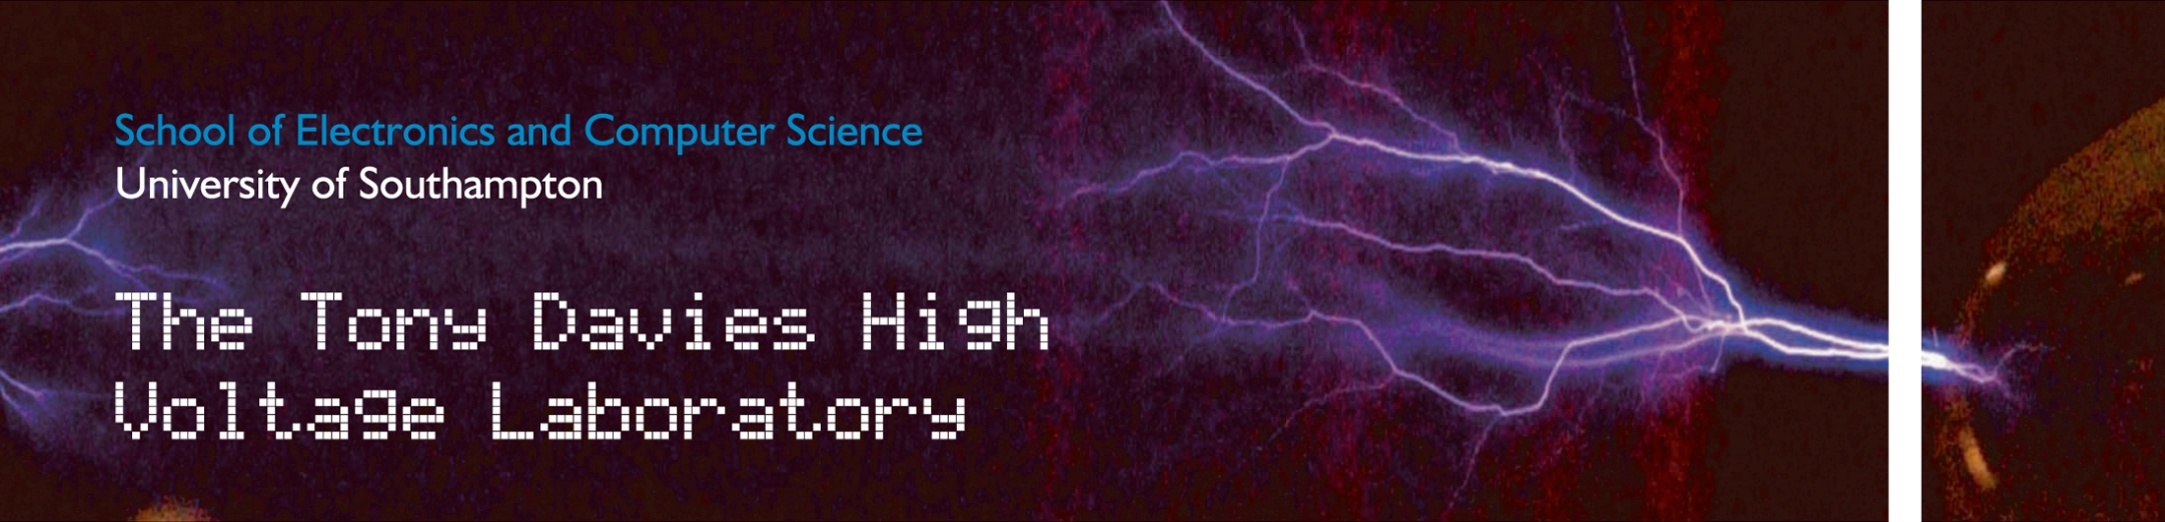 School of Electronics and Computer Science
University of Southampton
The Tony Davies High
Voltage Laboratory